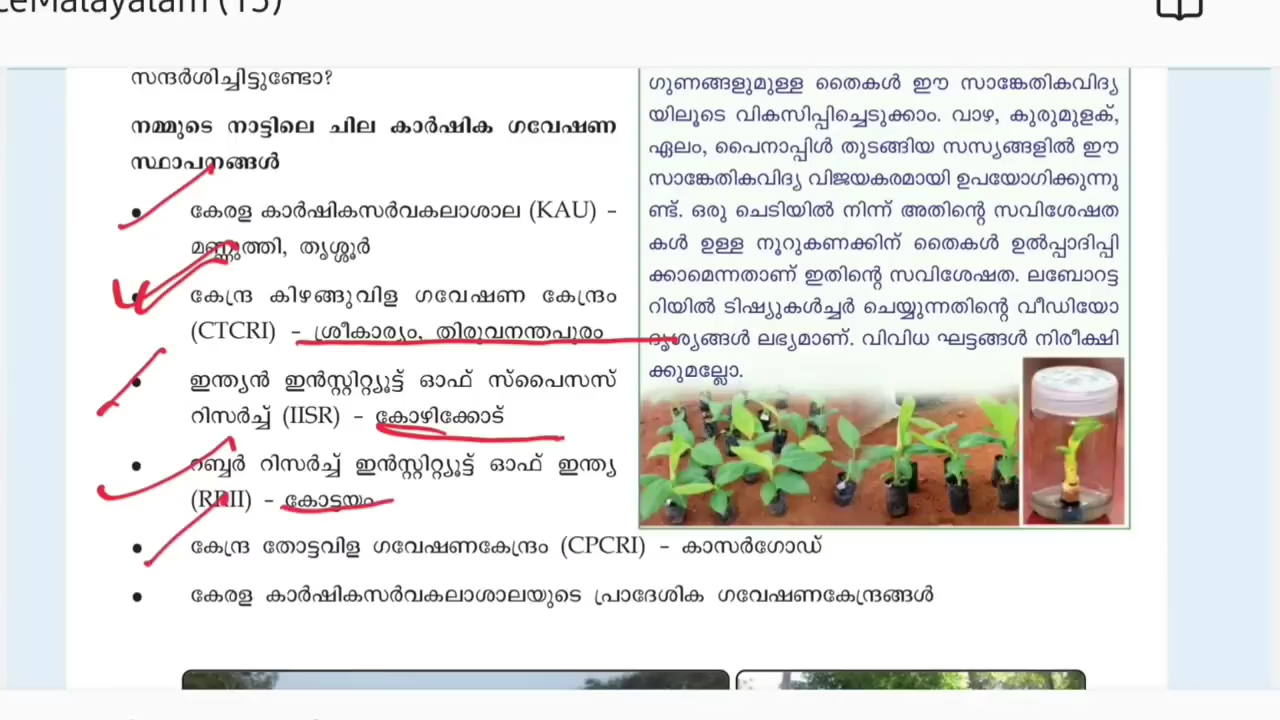 ceMalayalam (15)
സന്ദർശിച്ചിട്ടുണ്ടോ?
നമ്മുടെ നാട്ടിലെ ചില കാർഷിക ഗവേഷണ
സ്ഥാപനങ്ങൾ
• കേരള കാർഷികസർവകലാശാല (KAU) –
മണ്ണുത്തി, തൃശ്ശൂർ
• കേന്ദ്ര കിഴങ്ങുവിള ഗവേഷണ കേന്ദ്രം
(CTCRI) – ശ്രീകാര്യം, തിരുവനന്തപുരം
• ഇന്ത്യൻ ഇൻസ്റ്റിറ്റ്യൂട്ട് ഓഫ് സ്പൈസസ്
റിസർച്ച് (IISR) – കോഴിക്കോട്
• റബ്ബർ റിസർച്ച് ഇൻസ്റ്റിറ്റ്യൂട്ട് ഓഫ് ഇന്ത്യ
(RRII) – കോട്ടയം
• കേന്ദ്ര തോട്ടവിള ഗവേഷണകേന്ദ്രം (CPCRI) – കാസർഗോഡ്
• കേരള കാർഷികസർവകലാശാലയുടെ പ്രാദേശിക ഗവേഷണകേന്ദ്രങ്ങൾ
ഗുണങ്ങളുമുള്ള തൈകൾ ഈ സാങ്കേതികവിദ്യ
യിലൂടെ വികസിപ്പിച്ചെടുക്കാം. വാഴ, കുരുമുളക്,
ഏലം, പൈനാപ്പിൾ തുടങ്ങിയ സസ്യങ്ങളിൽ ഈ
സാങ്കേതികവിദ്യ വിജയകരമായി ഉപയോഗിക്കുന്നു
ണ്ട്. ഒരു ചെടിയിൽ നിന്ന് അതിന്റെ സവിശേഷത
കൾ ഉള്ള നൂറുകണക്കിന് തൈകൾ ഉൽപ്പാദിപ്പി
ക്കാമെന്നതാണ് ഇതിന്റെ സവിശേഷത. ലബോറട്ട
റിയിൽ ടിഷ്യുകൾച്ചർ ചെയ്യുന്നതിന്റെ വീഡിയോ
ദൃശ്യങ്ങൾ ലഭ്യമാണ്. വിവിധ ഘട്ടങ്ങൾ നിരീക്ഷി
ക്കുമല്ലോ.